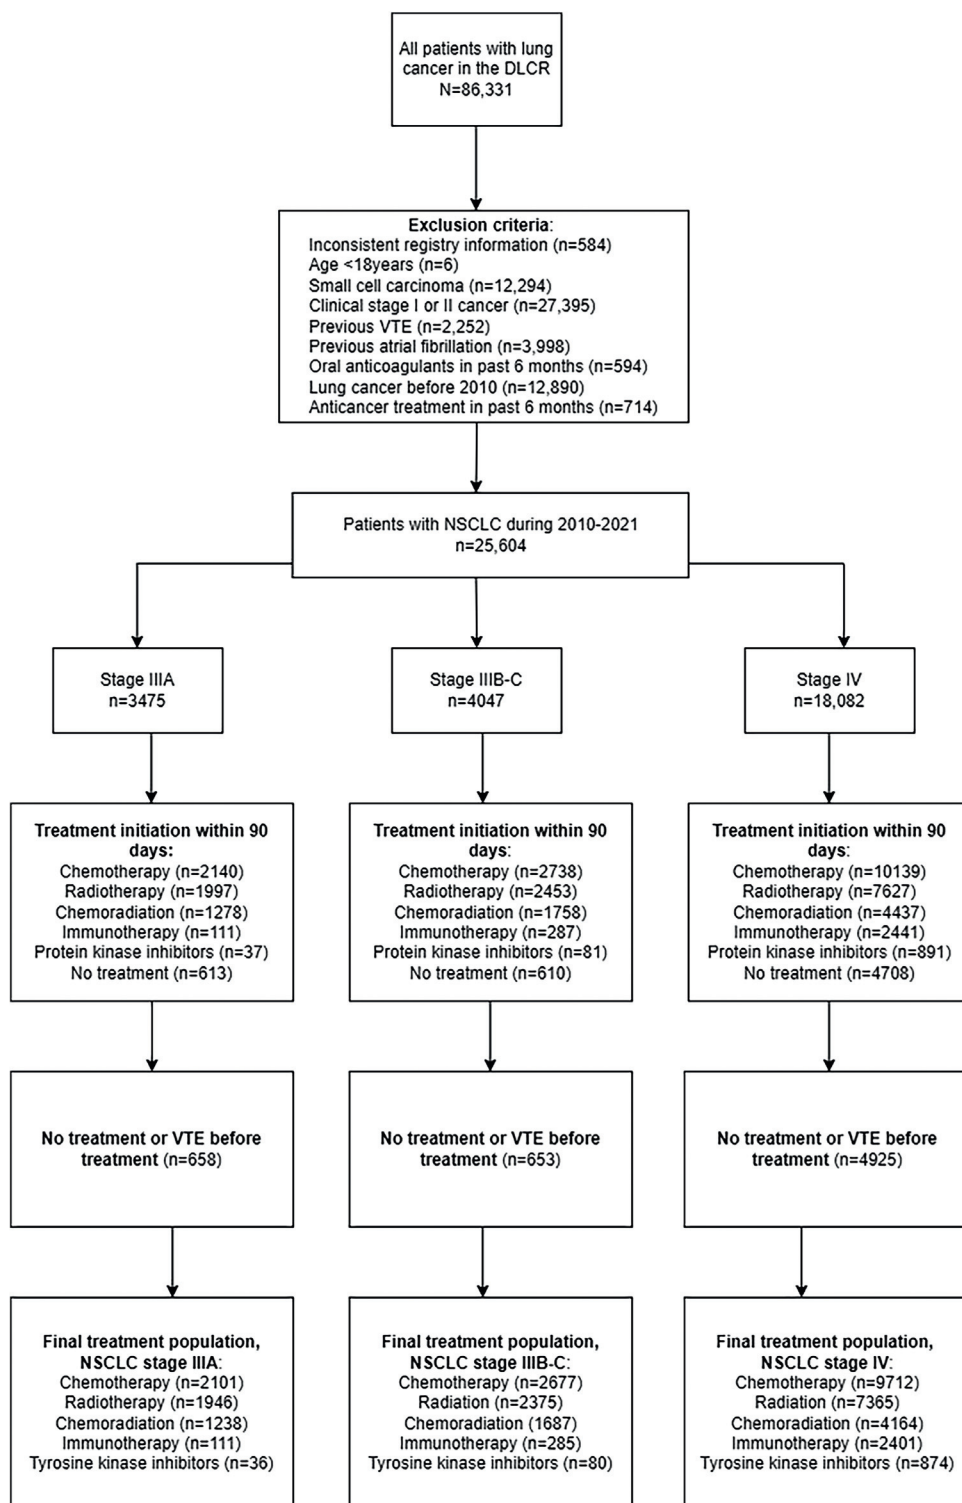 All patients with lung
cancer in the DLCR
N=86,331
Exclusion criteria:
Inconsistent registry information (n=584)
Age <18years (n=6)
Small cell carcinoma (n=12,294)
Clinical stage I or II cancer (n=27,395)
Previous VTE (n=2,252)
Previous atrial fibrillation (n=3,998)
Oral anticoagulants in past 6 months (n=594)
Lung cancer before 2010 (n=12,890)
Anticancer treatment in past 6 months (n=714)
Patients with NSCLC during 2010-2021
n=25,604
Stage IIIA
n=3475
Stage IIIB-C
n=4047
Stage IV
n=18,082
Treatment initiation within 90
days:
Chemotherapy (n=2140)
Radiotherapy (n=1997)
Chemoradiation (n=1278)
Immunotherapy (n=111)
Protein kinase inhibitors (n=37)
No treatment (n=613)
Treatment initiation within 90
days:
Chemotherapy (n=2738)
Radiotherapy (n=2453)
Chemoradiation (n=1758)
Immunotherapy (n=287)
Protein kinase inhibitors (n=81)
No treatment (n=610)
Treatment initiation within 90
days:
Chemotherapy (n=10139)
Radiotherapy (n=7627)
Chemoradiation (n=4437)
Immunotherapy (n=2441)
Protein kinase inhibitors (n=891)
No treatment (n=4708)
No treatment or VTE before
treatment (n=658)
No treatment or VTE before
treatment (n=653)
No treatment or VTE before
treatment (n=4925)
Final treatment population,
NSCLC stage IIIA:
Chemotherapy (n=2101)
Radiotherapy (n=1946)
Chemoradiation (n=1238)
Immunotherapy (n=111)
Tyrosine kinase inhibitors (n=36)
Final treatment population,
NSCLC stage IIIB-C:
Chemotherapy (n=2677)
Radiation (n=2375)
Chemoradiation (1687)
Immunotherapy (n=285)
Tyrosine kinase inhibitors (n=80)
Final treatment population,
NSCLC stage IV:
Chemotherapy (n=9712)
Radiation (n=7365)
Chemoradiation (n=4164)
Immunotherapy (n=2401)
Tyrosine kinase inhibitors (n=874)